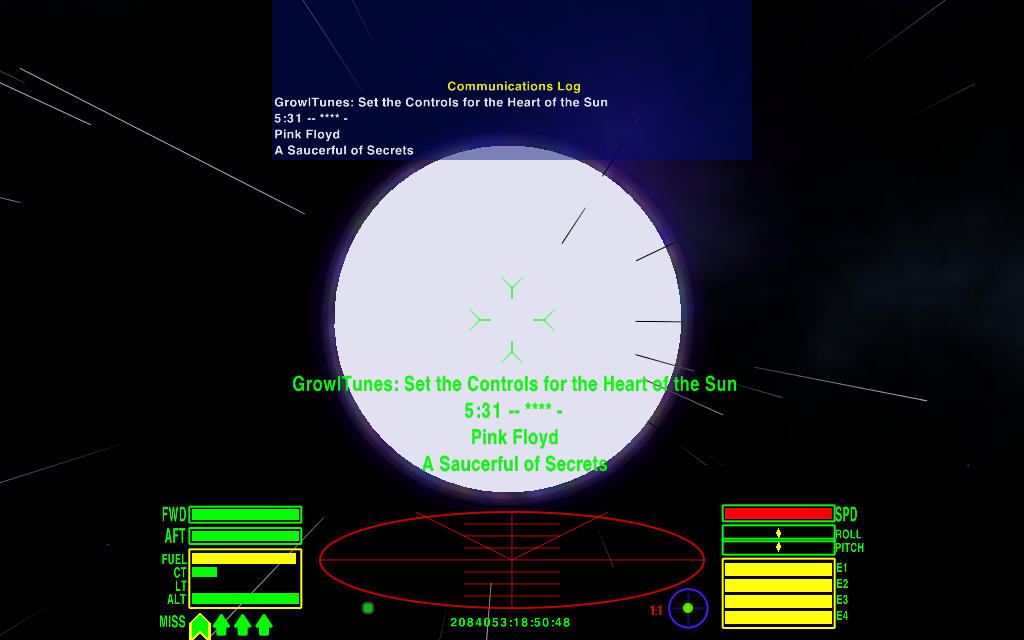 Communications Log
GrowlTunes: Set the Controls for the Heart of the Sun
5:31 -- **** -
Pink Floyd
A Saucerful of Secrets
GrowlTunes: Set the Controls for the Heart of the Sun
5:31 -- **** -
Pink Floyd
A Saucerful of Secrets
FWD
AFT
FUEL
CT
LT
ALT
MISS
2084053:18:50:48
1:1
SPD
ROLL
PITCH
E1
E2
E3
E4